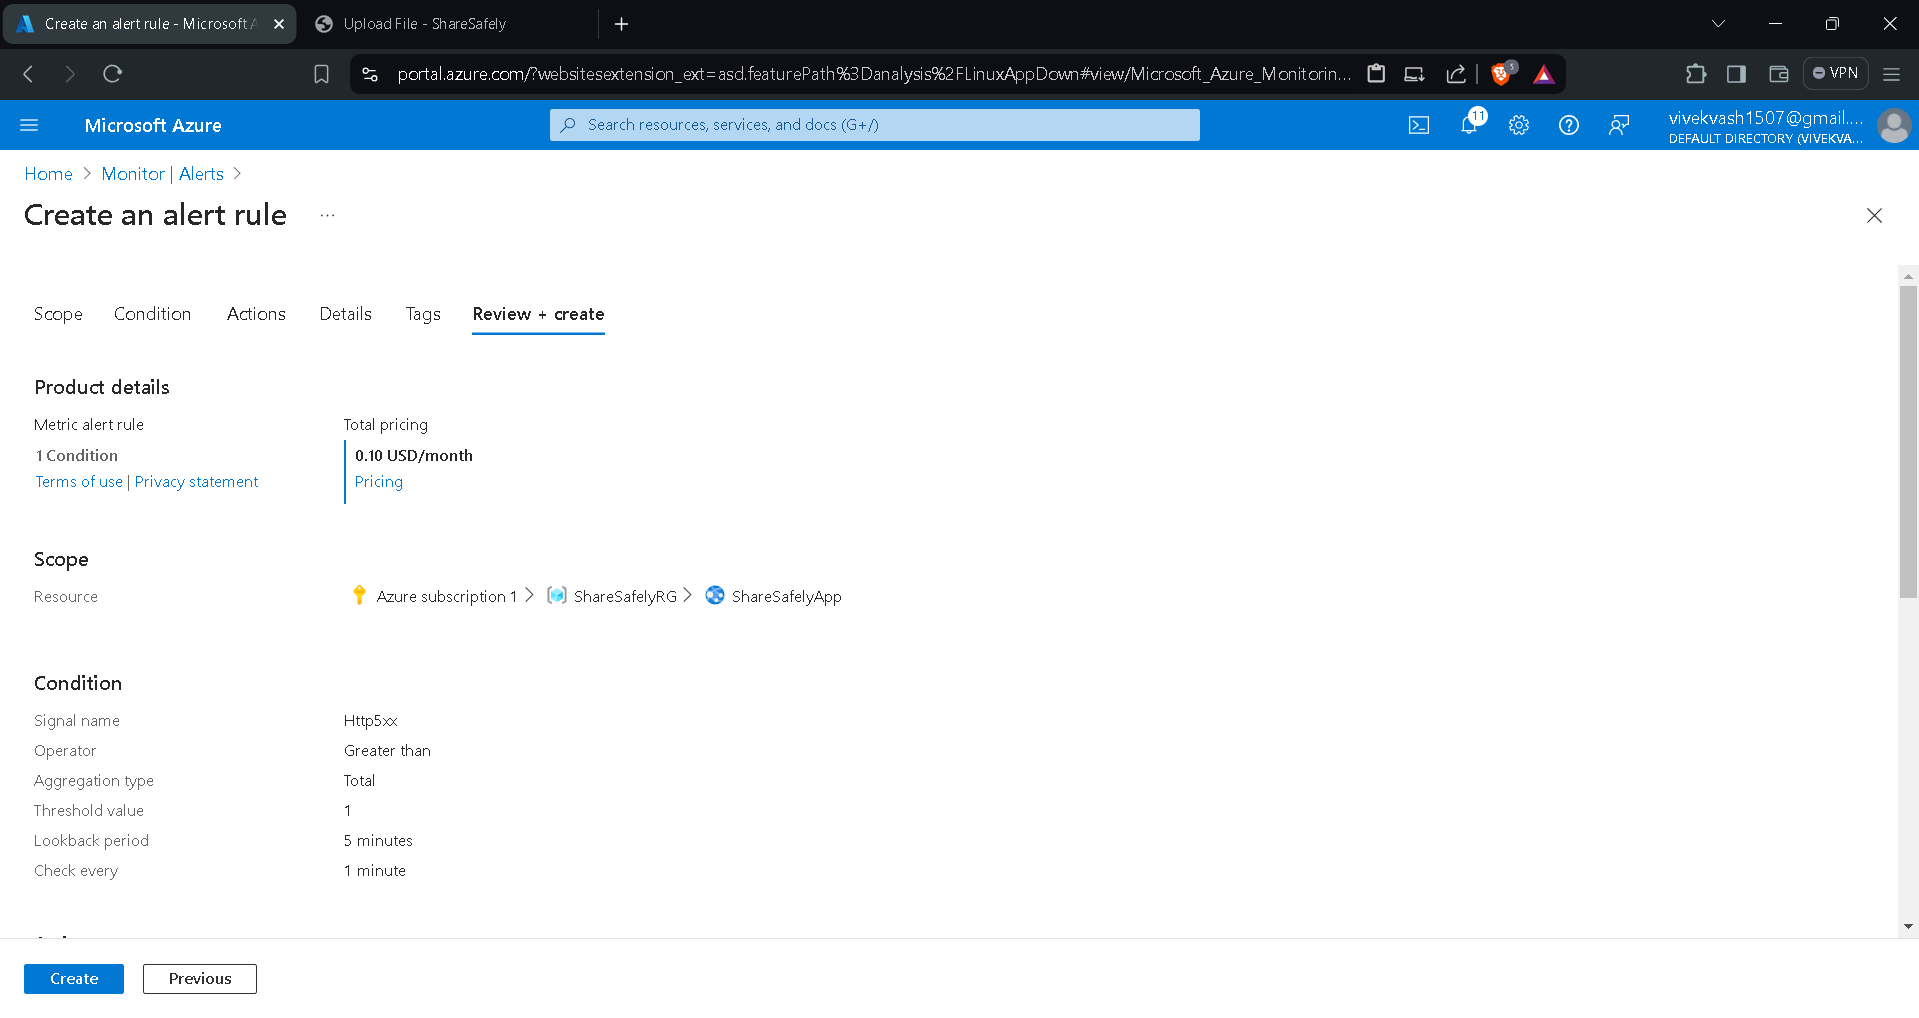 Create an alert rule - Microsoft A
Upload File - ShareSafely
portal.azure.com/?websitesextension_ext=asd.featurePath%3Danalysis%2FLinuxAppDown#view/Microsoft_Azure_Monitorin...
5
VPN
Microsoft Azure
Search resources, services, and docs (G+/)
11
vivekvash1507@gmail....
DEFAULT DIRECTORY (VIVEKVA...
Home > Monitor | Alerts >
Create an alert rule ...
Scope Condition Actions Details Tags Review + create
Product details
Metric alert rule Total pricing
1 Condition 0.10 USD/month
Terms of use | Privacy statement Pricing
Scope
Resource Azure subscription 1 > ShareSafelyRG > ShareSafelyApp
Condition
Signal name Http5xx
Operator Greater than
Aggregation type Total
Threshold value 1
Lookback period 5 minutes
Check every 1 minute
Create Previous